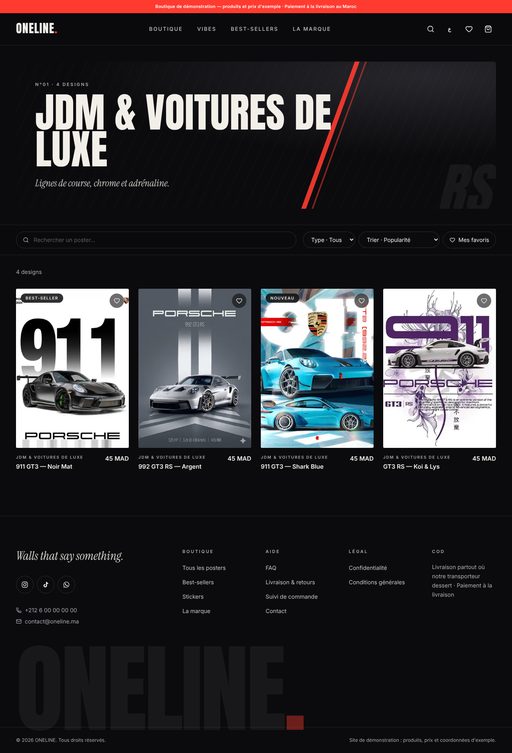 Boutique de démonstration — produits et prix d'exemple · Paiement à la livraison au Maroc
ONELINE.
BOUTIQUE VIBES BEST-SELLERS LA MARQUE
ع
N°01 · 4 DESIGNS
JDM & VOITURES DE
LUXE
Lignes de course, chrome et adrénaline.
RS
Rechercher un poster...
Type · Tous
Trier · Popularité
Mes favoris
4 designs
BEST-SELLER
911
PORSCHE
PORSCHE
992 GT3 RS
NOUVEAU
911
911
PORSCHE
GT3 RS
JDM & VOITURES DE LUXE 45 MAD
911 GT3 — Noir Mat
JDM & VOITURES DE LUXE 45 MAD
992 GT3 RS — Argent
JDM & VOITURES DE LUXE 45 MAD
911 GT3 — Shark Blue
JDM & VOITURES DE LUXE 45 MAD
GT3 RS — Koi & Lys
Walls that say something.
+212 6 00 00 00 00
contact@oneline.ma
BOUTIQUE
Tous les posters
Best-sellers
Stickers
La marque
AIDE
FAQ
Livraison & retours
Suivi de commande
Contact
LÉGAL
Confidentialité
Conditions générales
COD
Livraison partout où
notre transporteur
dessert · Paiement à la
livraison
ONELINE.
© 2026 ONELINE. Tous droits réservés.
Site de démonstration : produits, prix et coordonnées d'exemple.